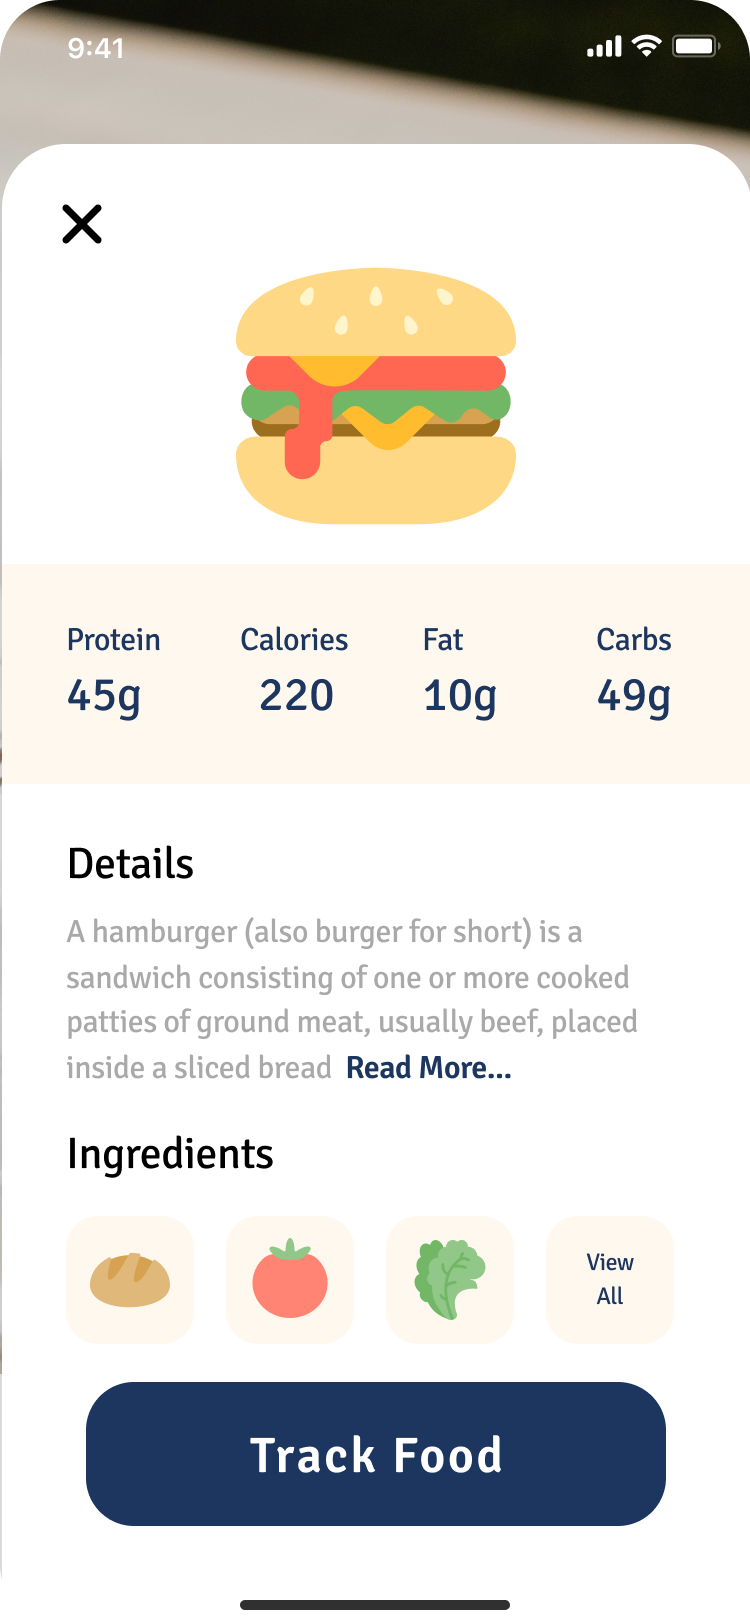 9:41
Protein Calories Fat Carbs
45g 220 10g 49g
Details
A hamburger (also burger for short) is a
sandwich consisting of one or more cooked
patties of ground meat, usually beef, placed
inside a sliced bread Read More...
Ingredients
View
All
Track Food